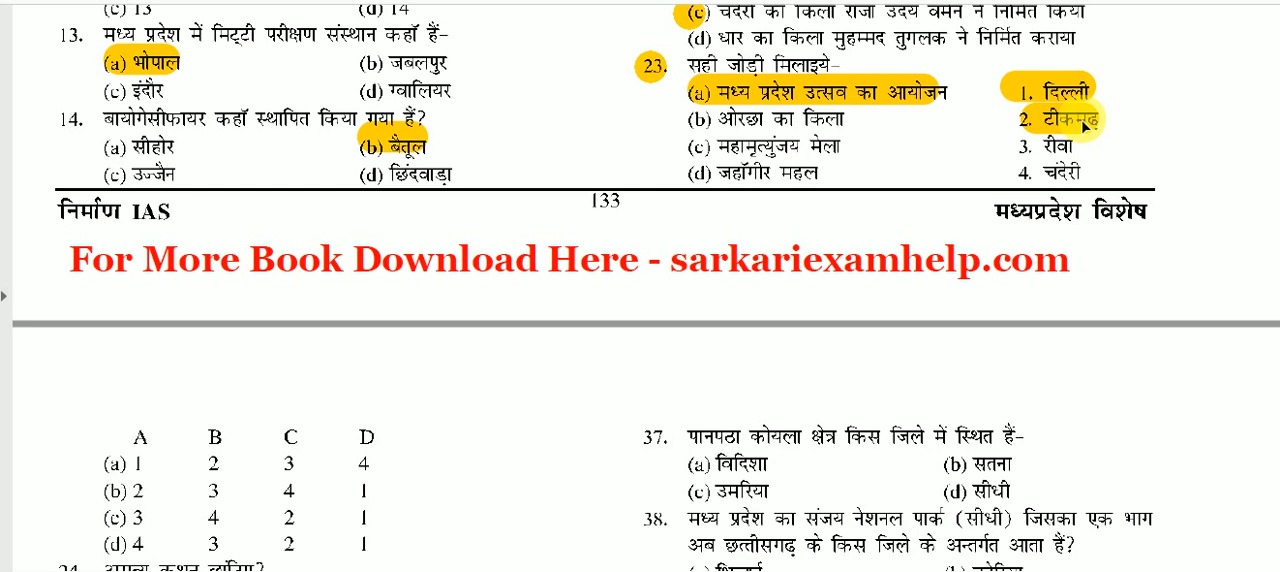 (c) 13 (d) 14
13. मध्य प्रदेश में मिट्टी परीक्षण संस्थान कहाॅ हैं-
(a) भोपाल (b) जबलपुर
(c) इंदौर (d) ग्वालियर
14. बायोगेसीफायर कहाॅ स्थापित किया गया हैं?
(a) सीहोर (b) बैतूल
(c) उज्जैन (d) छिंदवाड़ा
(c) चंदेरी का किला राजा उदय वर्मन ने निर्मित किया
(d) धार का किला मुहम्मद तुगलक ने निर्मित कराया
23. सही जोड़ी मिलाइये-
(a) मध्य प्रदेश उत्सव का आयोजन 1. दिल्ली
(b) ओरछा का किला 2. टीकमढ़
(c) महामृत्युंजय मेला 3. रीवा
(d) जहाॅगीर महल 4. चंदेरी
निर्माण IAS 133 मध्यप्रदेश विशेष
For More Book Download Here - sarkariexamhelp.com
A B C D
(a) 1 2 3 4
(b) 2 3 4 1
(c) 3 4 2 1
(d) 4 3 2 1
24. असत्य कथन छांटिए?
37. पानपठा कोयला क्षेत्र किस जिले में स्थित हैं-
(a) विदिशा (b) सतना
(c) उमरिया (d) सीधी
38. मध्य प्रदेश का संजय नेशनल पार्क (सीधी) जिसका एक भाग
अब छत्तीसगढ़ के किस जिले के अन्तर्गत आता हैं?